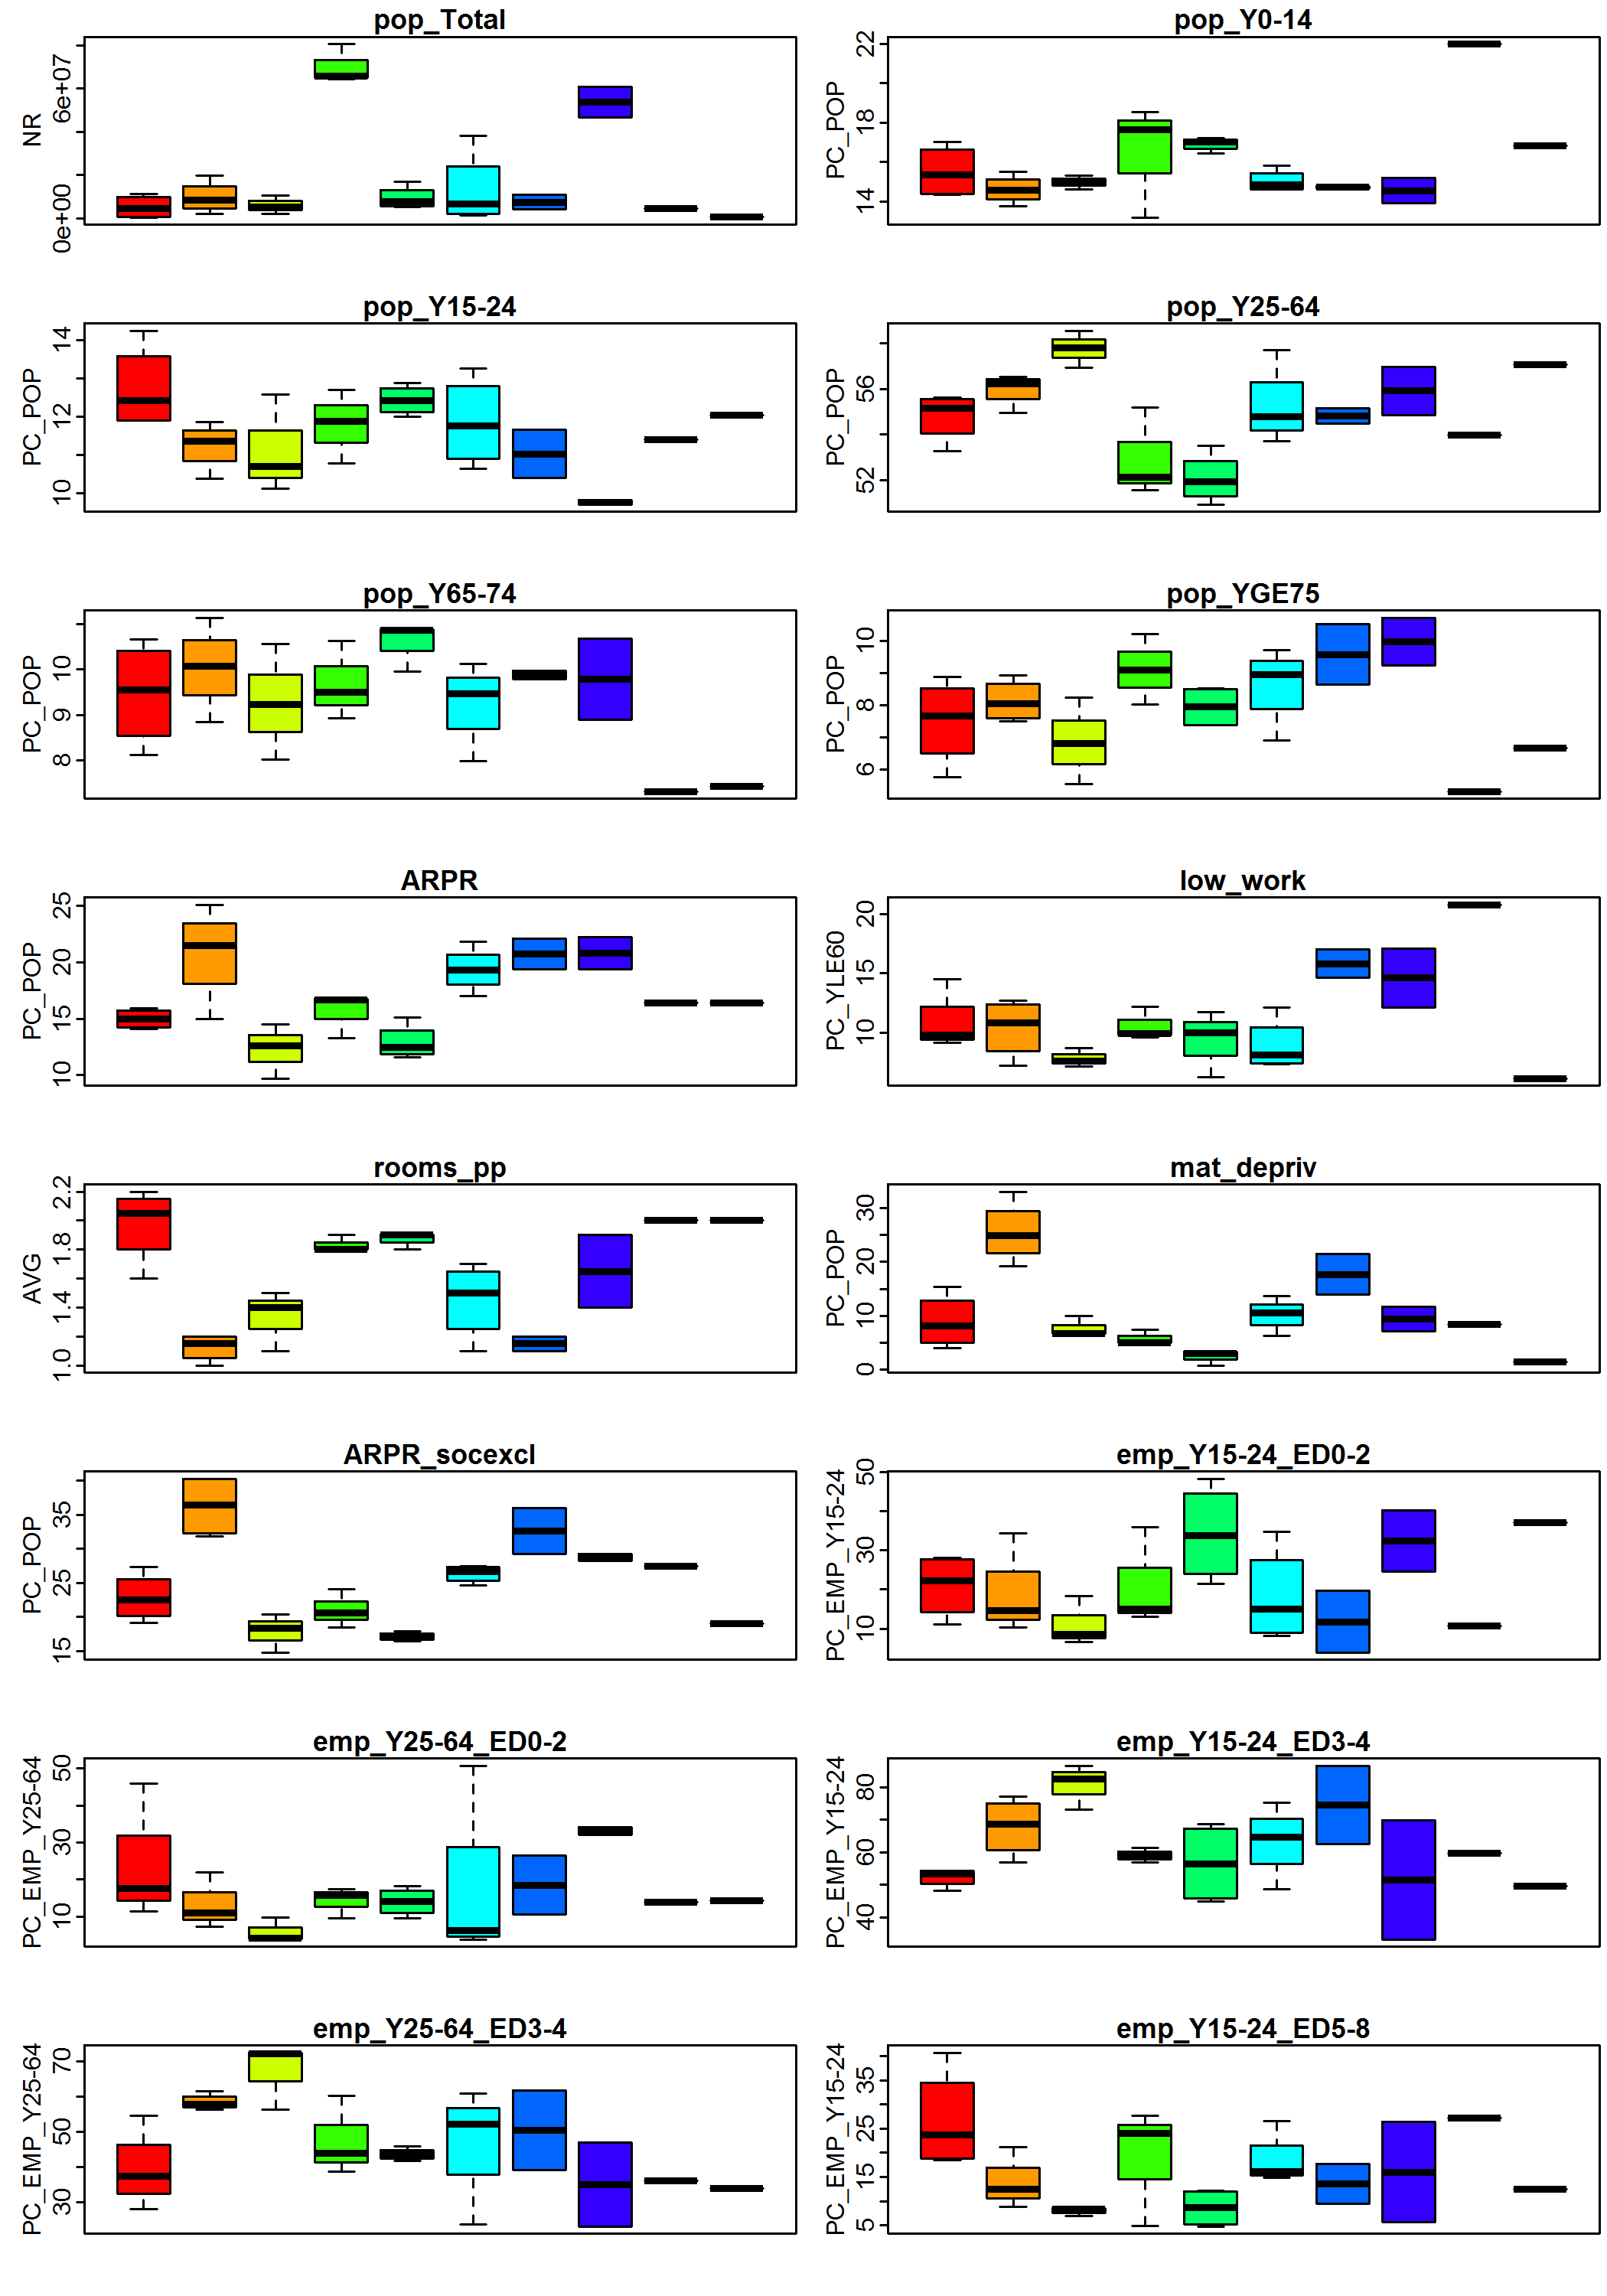 pop_Total
NR
0e+00 6e+07
pop_Y0-14
PC_POP
14 18 22
pop_Y15-24
PC_POP
10 12 14
pop_Y25-64
PC_POP
52 56
pop_Y65-74
PC_POP
8 9 10
pop_YGE75
PC_POP
6 8 10
ARPR
PC_POP
10 15 20 25
low_work
PC_YLE60
10 15 20
rooms_pp
AVG
1.0 1.4 1.8 2.2
mat_depriv
PC_POP
0 10 20 30
ARPR_socexcl
PC_POP
15 25 35
emp_Y15-24_ED0-2
PC_EMP_Y15-24
10 30 50
emp_Y25-64_ED0-2
PC_EMP_Y25-64
10 30 50
emp_Y15-24_ED3-4
PC_EMP_Y15-24
40 60 80
emp_Y25-64_ED3-4
PC_EMP_Y25-64
30 50 70
emp_Y15-24_ED5-8
PC_EMP_Y15-24
5 15 25 35